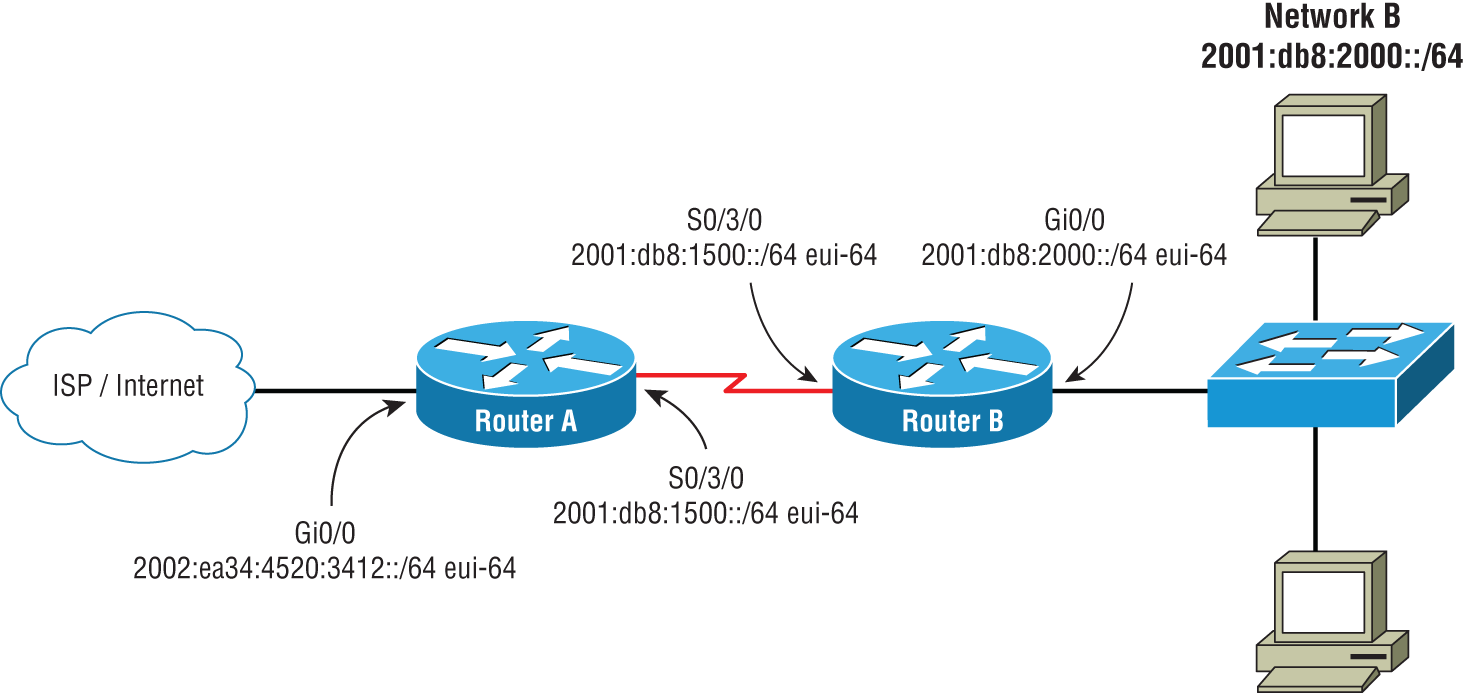 Network B
2001:db8:2000::/64
S0/3/0
2001:db8:1500::/64 eui-64
Gi0/0
2001:db8:2000::/64 eui-64
ISP / Internet
Router A
Router B
S0/3/0
2001:db8:1500::/64 eui-64
Gi0/0
2002:ea34:4520:3412::/64 eui-64